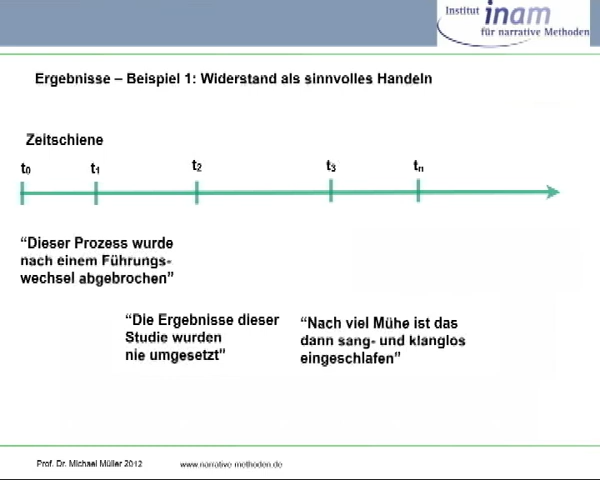 Institut inam
für narrative Methoden
Ergebnisse – Beispiel 1: Widerstand als sinnvolles Handeln
Zeitschiene
t0 t1 t2 t3 tn
“Dieser Prozess wurde
nach einem Führungs-
wechsel abgebrochen”
“Die Ergebnisse dieser
Studie wurden
nie umgesetzt”
“Nach viel Mühe ist das
dann sang- und klanglos
eingeschlafen”
Prof. Dr. Michael Müller 2012 www.narrative-methoden.de